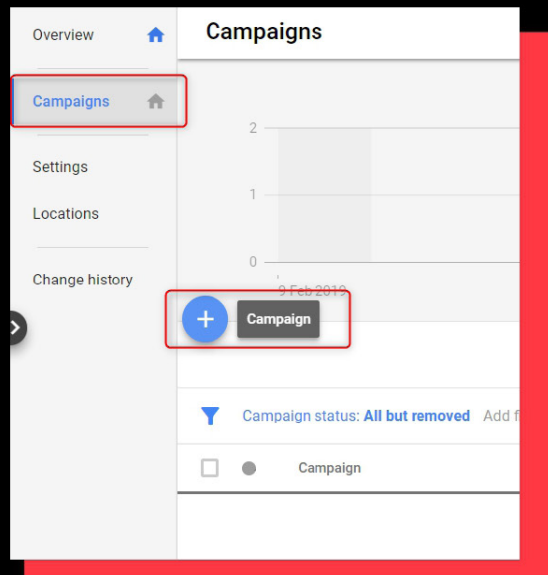 Overview
Campaigns
Settings
Locations
Change history
Campaigns
2
1
0
9 Feb 2019
Campaign
Campaign status: All but removed Add
Campaign